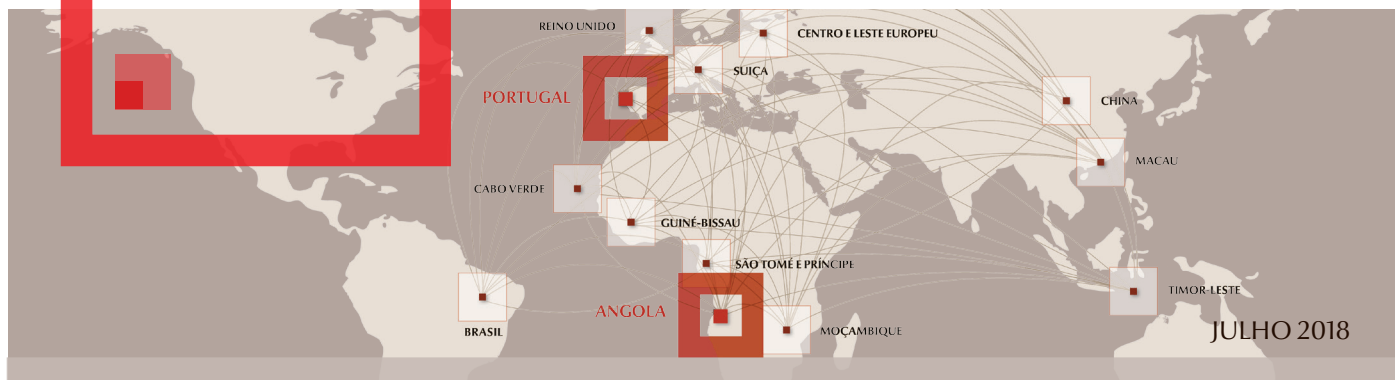 REINO UNIDO
CENTRO E LESTE EUROPEU
SUIÇA
PORTUGAL
CHINA
MACAU
CABO VERDE
GUINÉ-BISSAU
SÃO TOMÉ E PRÍNCIPE
TIMOR-LESTE
ANGOLA
MOÇAMBIQUE
BRASIL
JULHO 2018